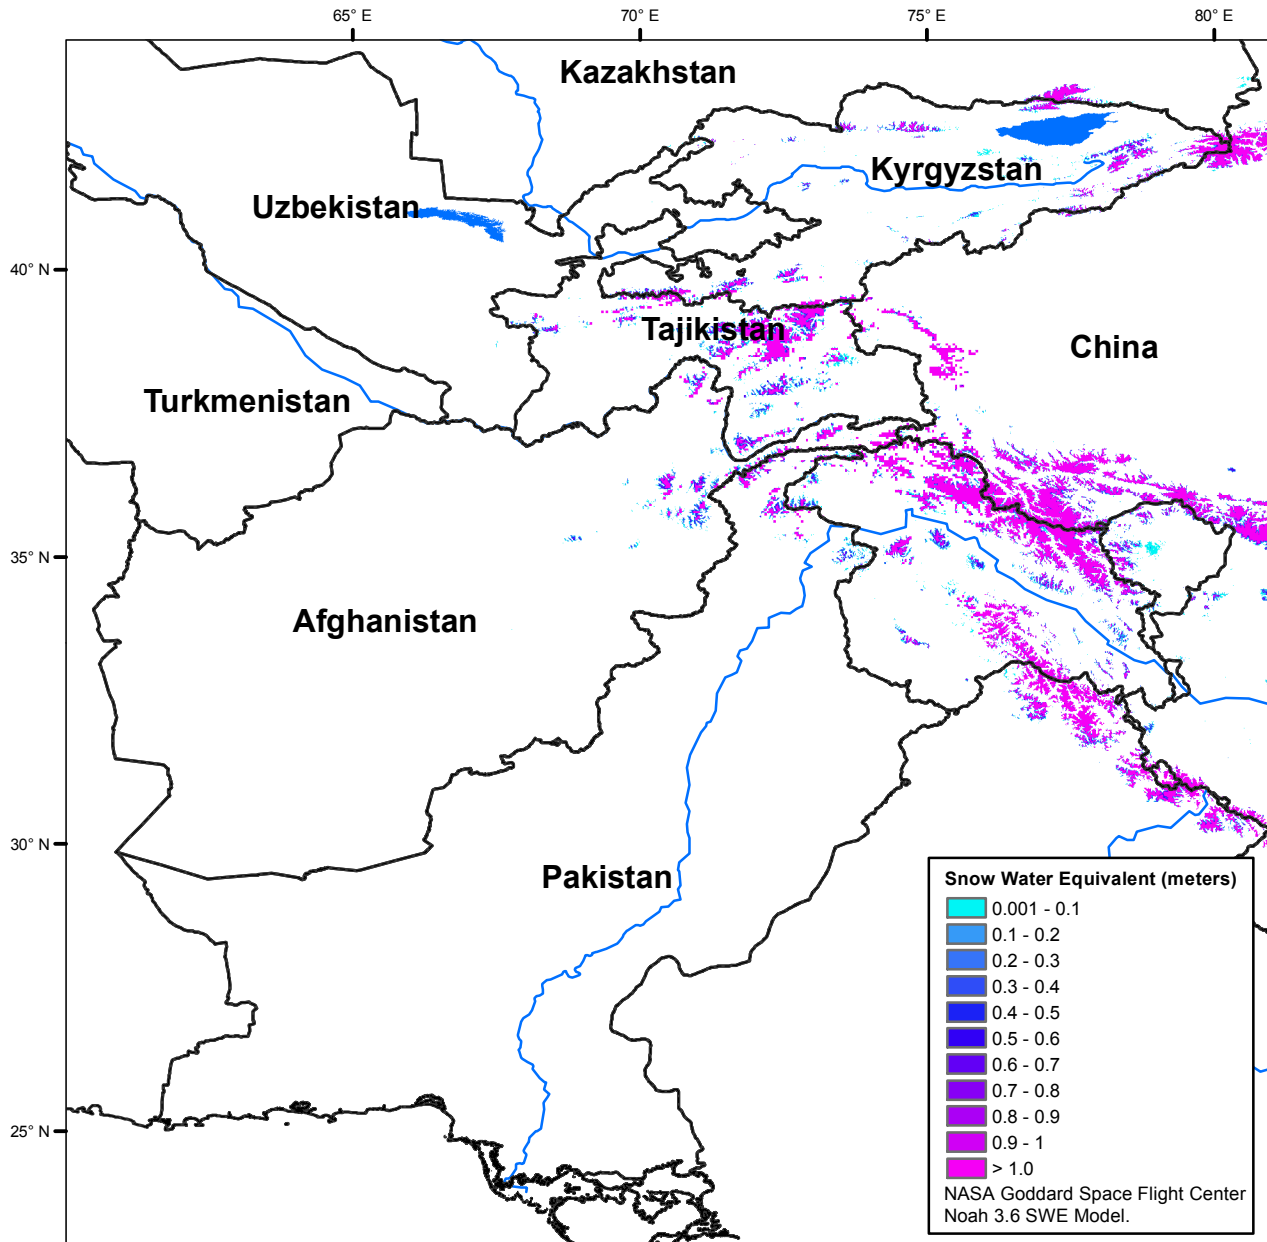 65° E
70° E
75° E
80° E
Kazakhstan
Kyrgyzstan
Uzbekistan
40° N
Tajikistan
China
Turkmenistan
35° N
Afghanistan
30° N
Pakistan
Snow Water Equivalent (meters)
0.001 - 0.1
0.1 - 0.2
0.2 - 0.3
0.3 - 0.4
0.4 - 0.5
0.5 - 0.6
0.6 - 0.7
0.7 - 0.8
0.8 - 0.9
0.9 - 1
> 1.0
NASA Goddard Space Flight Center
Noah 3.6 SWE Model.
25° N